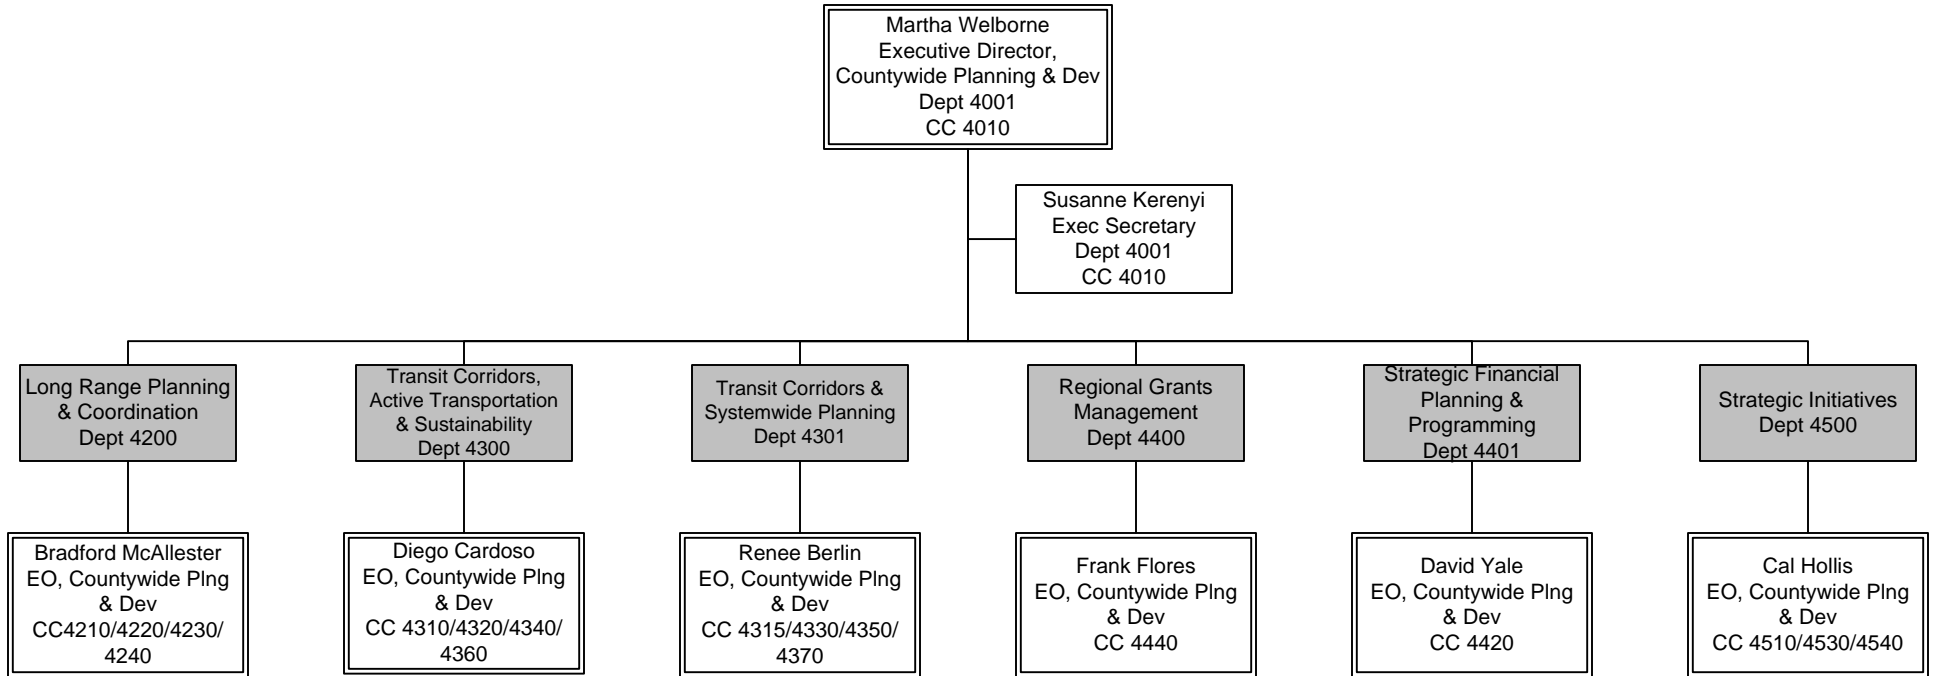 Martha Welborne
Executive Director,
Countywide Planning & Dev
Dept 4001
CC 4010
Susanne Kerenyi
Exec Secretary
Dept 4001
CC 4010
Long Range Planning
& Coordination
Dept 4200
Transit Corridors,
Active Transportation
& Sustainability
Dept 4300
Transit Corridors &
Systemwide Planning
Dept 4301
Regional Grants
Management
Dept 4400
Strategic Financial
Planning &
Programming
Dept 4401
Strategic Initiatives
Dept 4500
Bradford McAllester
EO, Countywide Plng
& Dev
CC4210/4220/4230/
4240
Diego Cardoso
EO, Countywide Plng
& Dev
CC 4310/4320/4340/
4360
Renee Berlin
EO, Countywide Plng
& Dev
CC 4315/4330/4350/
4370
Frank Flores
EO, Countywide Plng
& Dev
CC 4440
David Yale
EO, Countywide Plng
& Dev
CC 4420
Cal Hollis
EO, Countywide Plng
& Dev
CC 4510/4530/4540